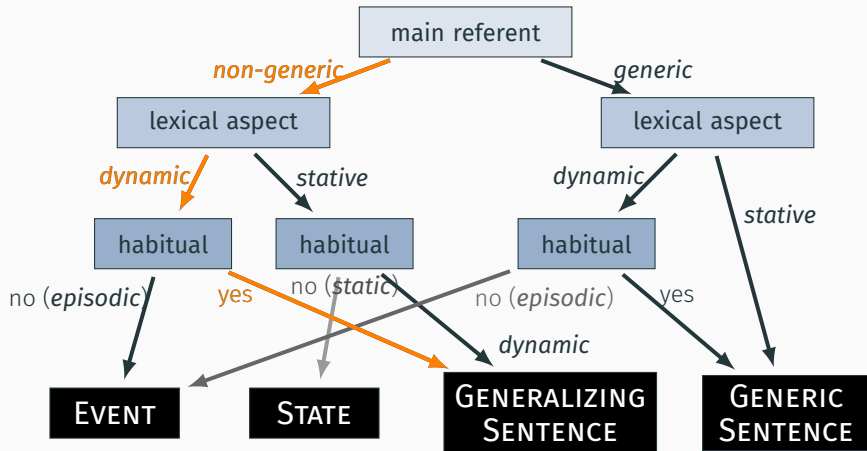 main referent
non-generic
generic
lexical aspect
lexical aspect
dynamic
stative
dynamic
stative
habitual
habitual
habitual
no (episodic)
yes
no (static)
no (episodic)
yes
dynamic
EVENT
STATE
GENERALIZING
SENTENCE
GENERIC
SENTENCE